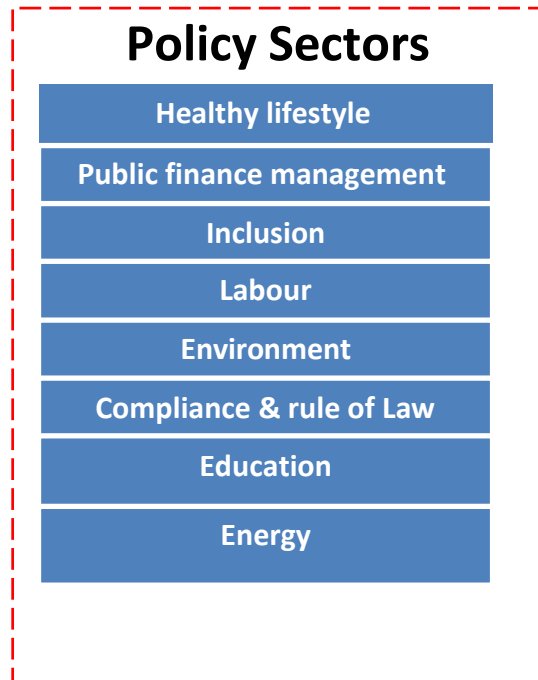 Policy Sectors
Healthy lifestyle
Public finance management
Inclusion
Labour
Environment
Compliance & rule of Law
Education
Energy